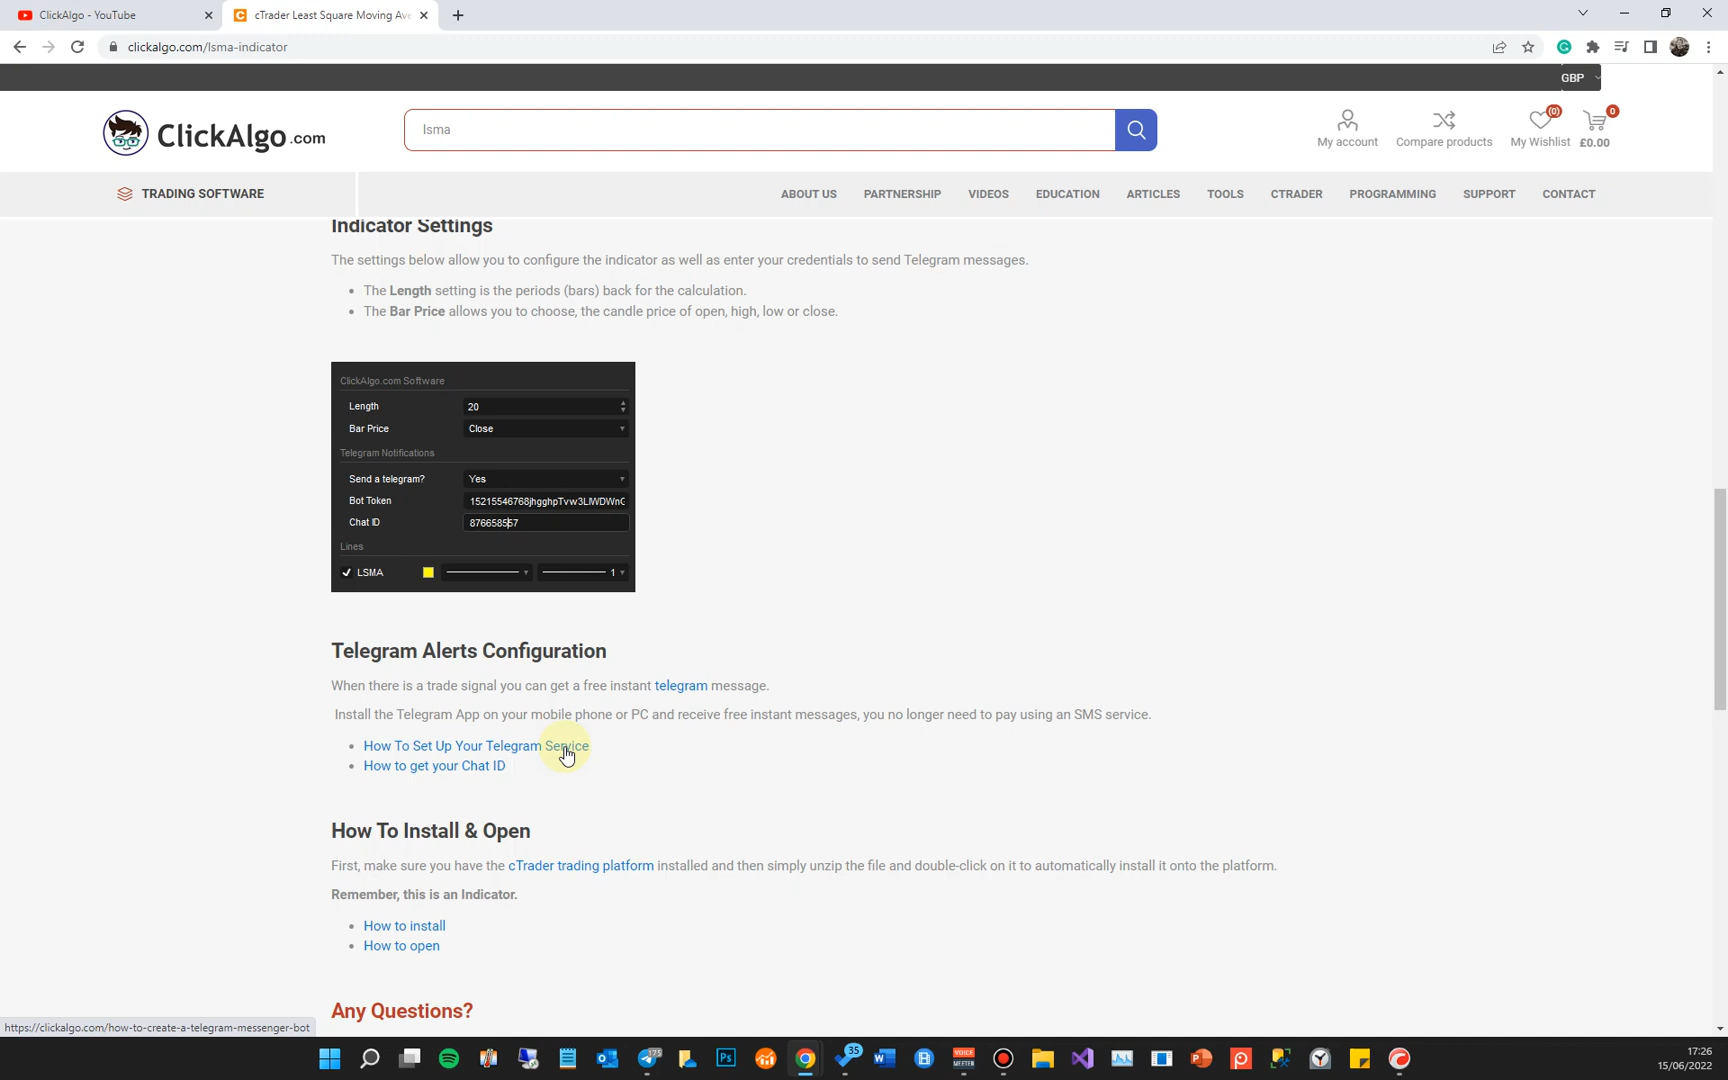 ClickAlgo - YouTube
cTrader Least Square Moving Ave
clickalgo.com/lsma-indicator
GBP
ClickAlgo.com
lsma
My account
Compare products
(0)
My Wishlist
0
£0.00
TRADING SOFTWARE
ABOUT US
PARTNERSHIP
VIDEOS
EDUCATION
ARTICLES
TOOLS
CTRADER
PROGRAMMING
SUPPORT
CONTACT
Indicator Settings
The settings below allow you to configure the indicator as well as enter your credentials to send Telegram messages.
The Length setting is the periods (bars) back for the calculation.
The Bar Price allows you to choose, the candle price of open, high, low or close.
ClickAlgo.com Software
Length 20
Bar Price Close
Telegram Notifications
Send a telegram? Yes
Bot Token
Chat ID 876658567
Lines
LSMA 1
Telegram Alerts Configuration
When there is a trade signal you can get a free instant telegram message.
Install the Telegram App on your mobile phone or PC and receive free instant messages, you no longer need to pay using an SMS service.
How To Set Up Your Telegram Service
How to get your Chat ID
How To Install & Open
First, make sure you have the cTrader trading platform installed and then simply unzip the file and double-click on it to automatically install it onto the platform.
Remember, this is an Indicator.
How to install
How to open
Any Questions?
https://clickalgo.com/how-to-create-a-telegram-messenger-bot
175
Ps
35
VOICE
MEETER
17:26
15/06/2022